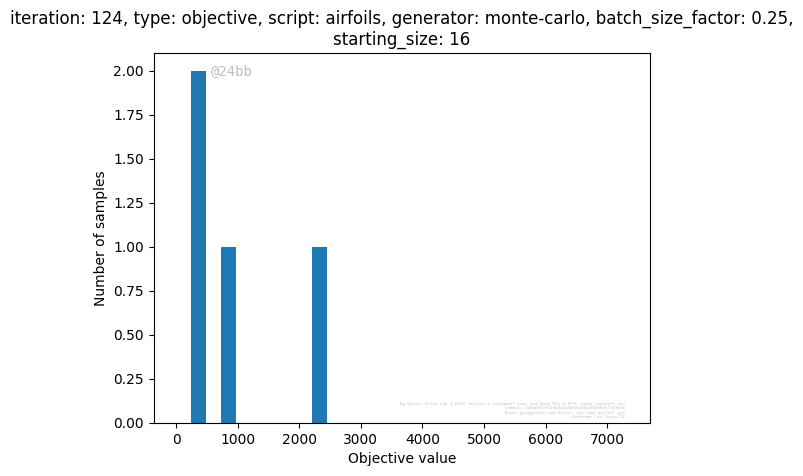 iteration: 124, type: objective, script: airfoils, generator: monte-carlo, batch_size_factor: 0.25,
starting_size: 16
2.00
1.75
1.50
1.25
1.00
0.75
0.50
0.25
0.00
Number of samples
@24bb
0 1000 2000 3000 4000 5000 6000 7000
Objective value